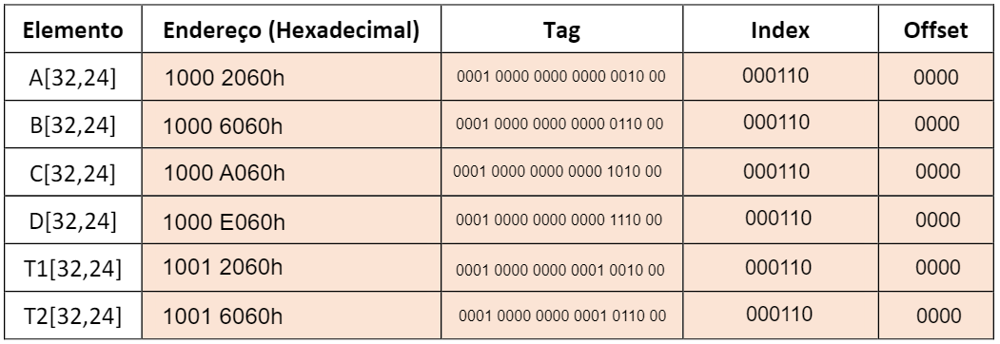 Elemento Endereço (Hexadecimal) Tag Index Offset
A[32,24] 1000 2060h 0001 0000 0000 0000 0010 00 000110 0000
B[32,24] 1000 6060h 0001 0000 0000 0000 0110 00 000110 0000
C[32,24] 1000 A060h 0001 0000 0000 0000 1010 00 000110 0000
D[32,24] 1000 E060h 0001 0000 0000 0000 1110 00 000110 0000
T1[32,24] 1001 2060h 0001 0000 0000 0001 0010 00 000110 0000
T2[32,24] 1001 6060h 0001 0000 0000 0001 0110 00 000110 0000